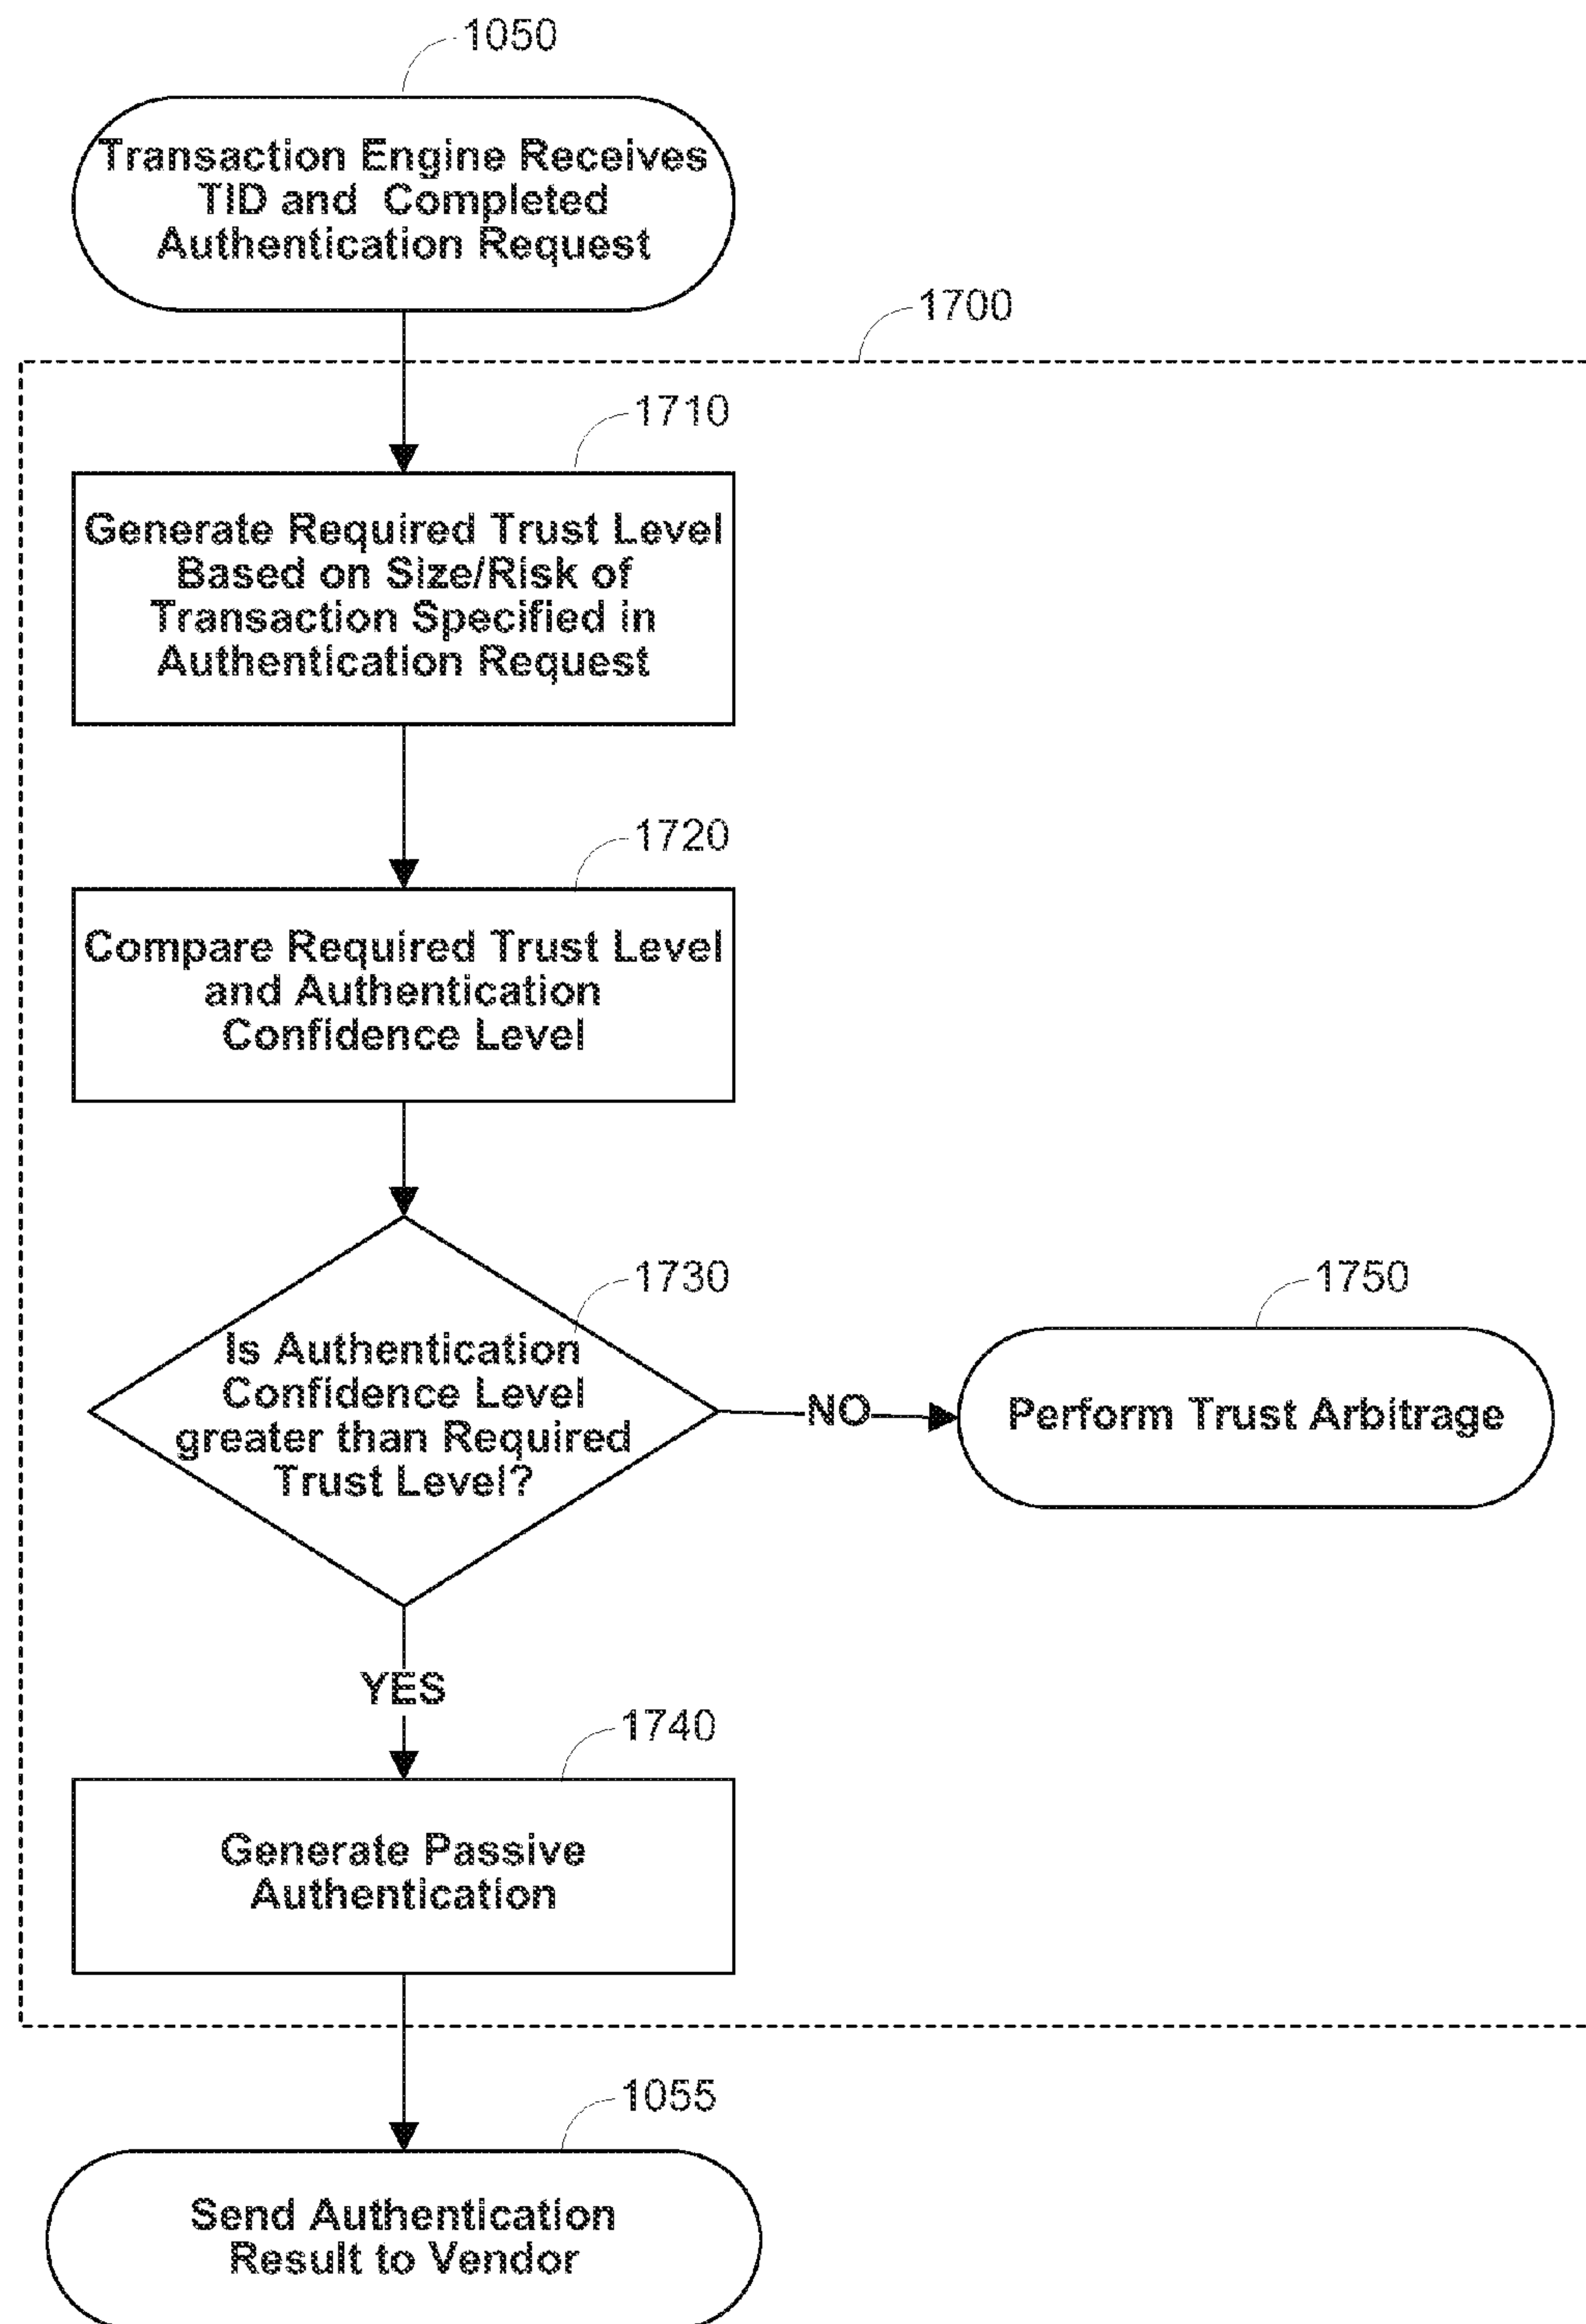 1050
Transaction Engine Receives
TID and Completed
Authentication Request
1700
1710
Generate Required Trust Level
Based on Size/Risk of
Transaction Specified in
Authentication Request
1720
Compare Required Trust Level
and Authentication
Confidence Level
1730
Is Authentication
Confidence Level
greater than Required
Trust Level?
NO
1750
Perform Trust Arbitrage
YES
1740
Generate Passive
Authentication
1055
Send Authentication
Result to Vendor